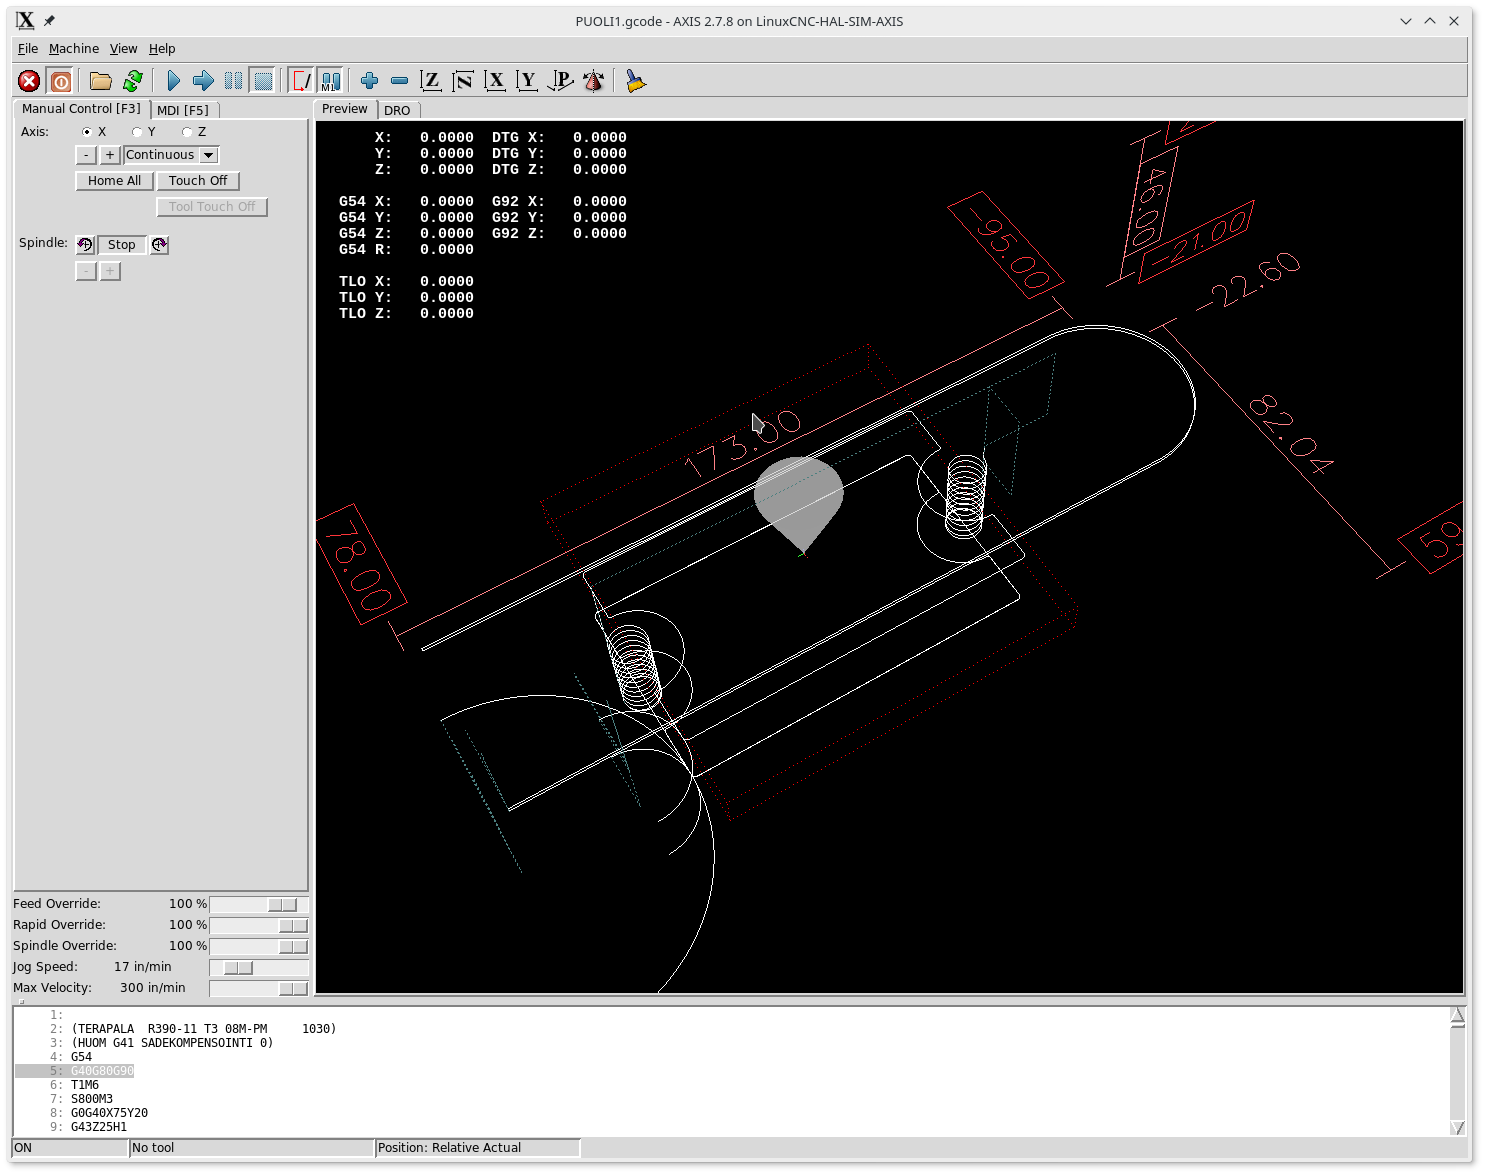 PUOLI1.gcode - AXIS 2.7.8 on LinuxCNC-HAL-SIM-AXIS
File Machine View Help
Manual Control [F3] MDI [F5] Preview DRO
Axis: X Y Z
- + Continuous
Home All Touch Off
Tool Touch Off
Spindle: Stop
- +
X: 0.0000 DTG X: 0.0000
Y: 0.0000 DTG Y: 0.0000
Z: 0.0000 DTG Z: 0.0000
G54 X: 0.0000 G92 X: 0.0000
G54 Y: 0.0000 G92 Y: 0.0000
G54 Z: 0.0000 G92 Z: 0.0000
G54 R: 0.0000
TLO X: 0.0000
TLO Y: 0.0000
TLO Z: 0.0000
46.00
-95.00
-21.00
-22.60
173.00
82.04
78.00
Feed Override: 100 %
Rapid Override: 100 %
Spindle Override: 100 %
Jog Speed: 17 in/min
Max Velocity: 300 in/min
1:
2: (TERAPALA R390-11 T3 08M-PM 1030)
3: (HUOM G41 SADEKOMPENSOINTI 0)
4: G54
5: G40G80G90
6: T1M6
7: S800M3
8: G0G40X75Y20
9: G43Z25H1
ON No tool Position: Relative Actual